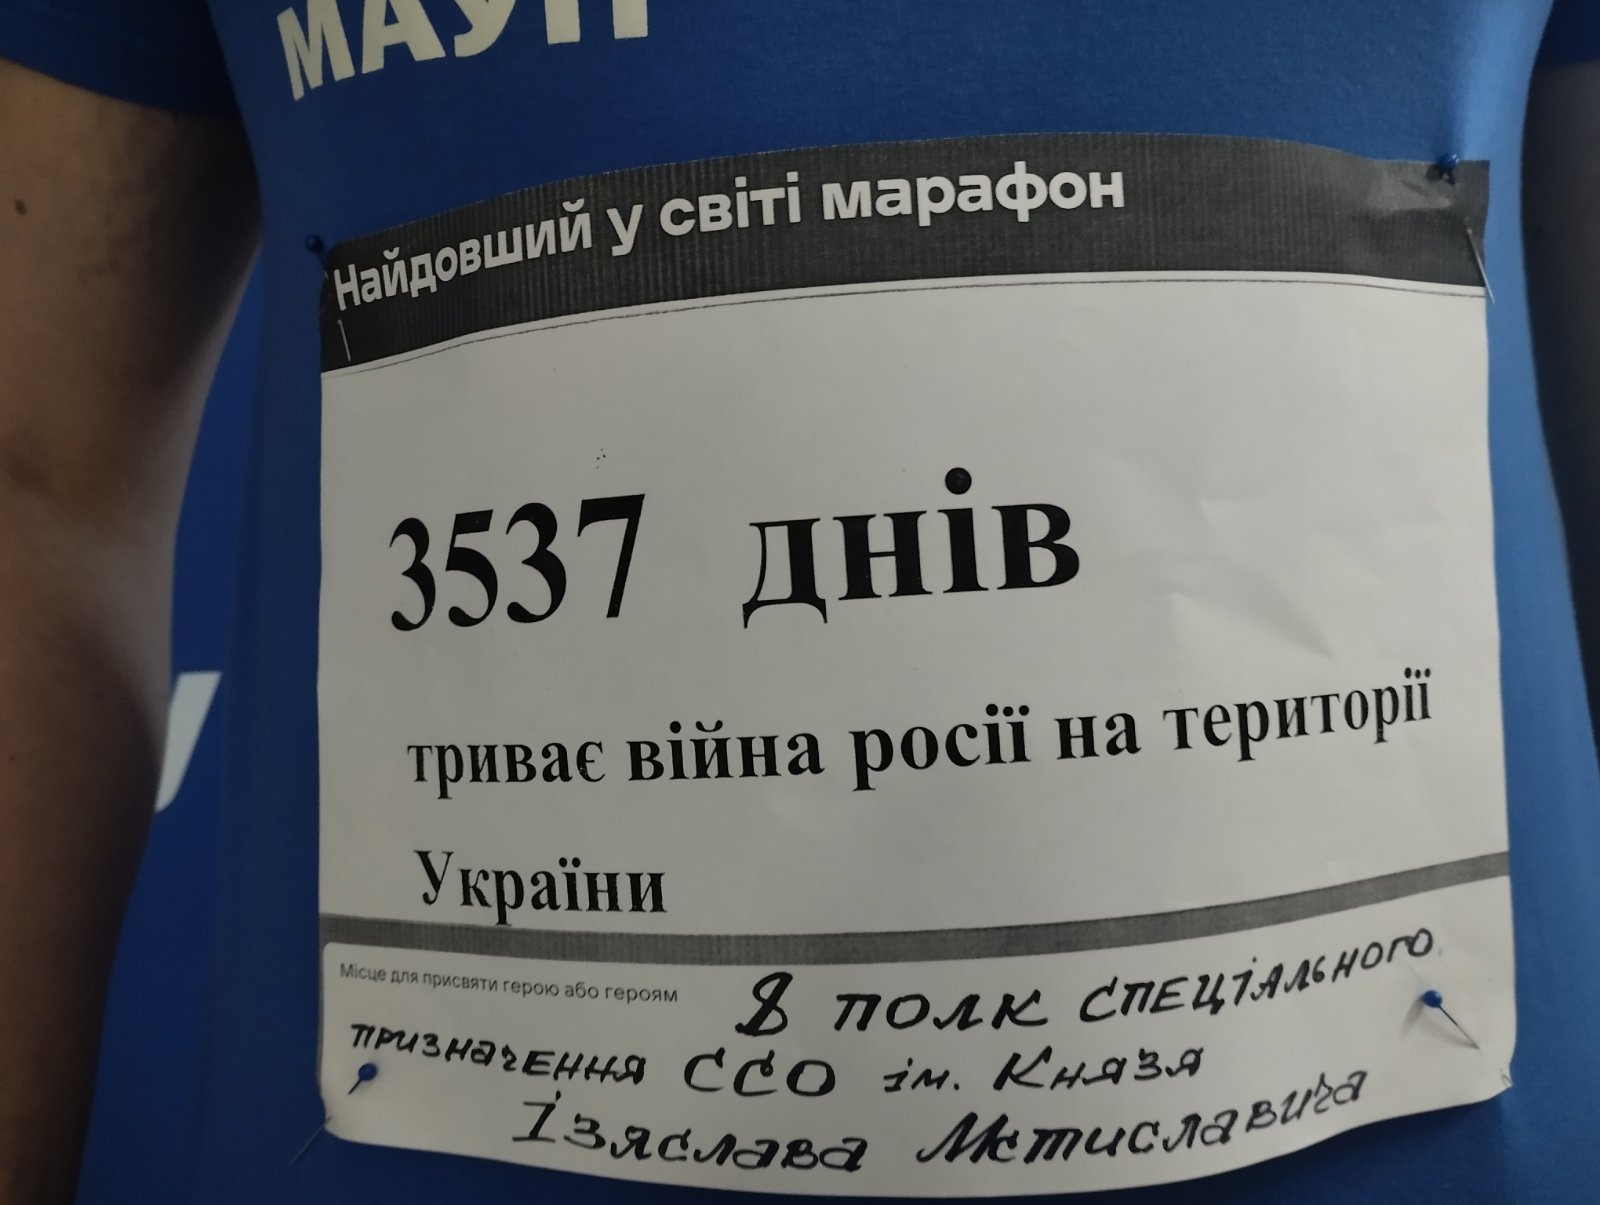 МАУП
Найдовший у світі марафон
3537 днів
триває війна росії на території
України
Місце для присвяти герою або героям
8 полк спеціального
призначення ССО ім. Князя
Ізяслава Мстиславича